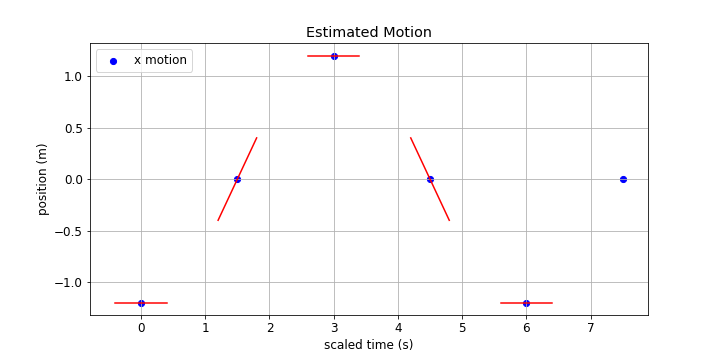 Estimated Motion
x motion
position (m)
1.0
0.5
0.0
−0.5
−1.0
0 1 2 3 4 5 6 7
scaled time (s)